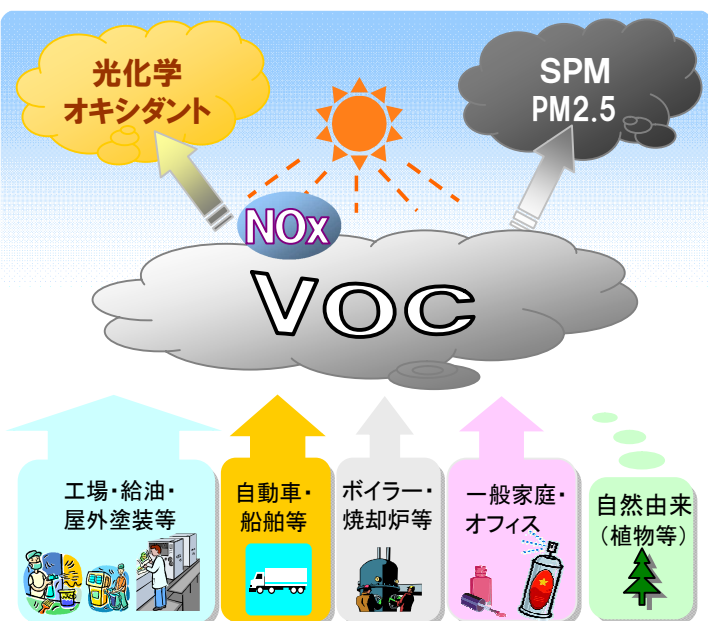 光化学
オキシダント
SPM
PM2.5
NOx
VOC
工場・給油・
屋外塗装等
自動車・
船舶等
ボイラー・
焼却炉等
一般家庭・
オフィス
自然由来
（植物等）